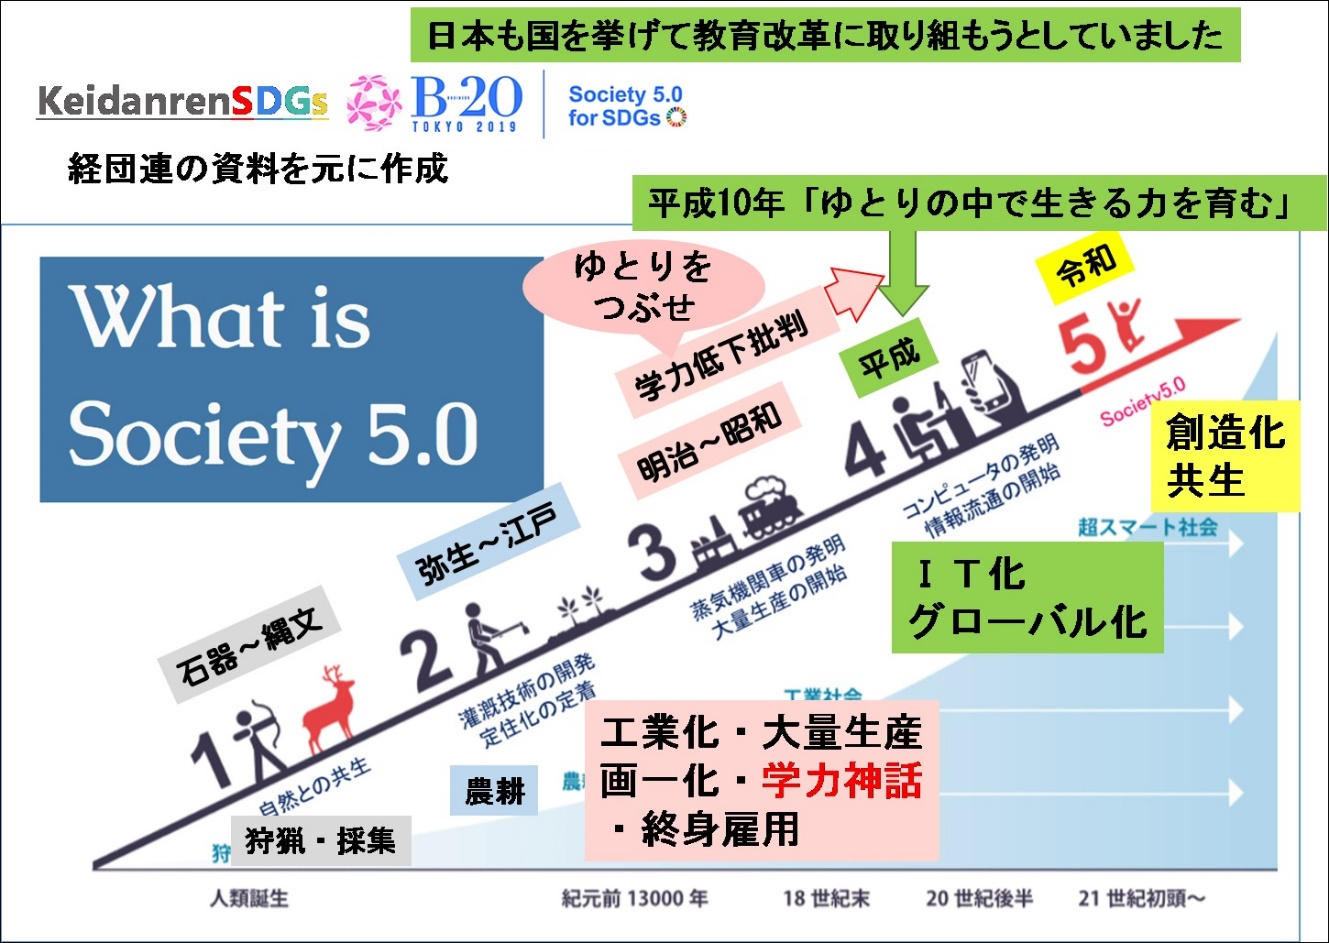 日本も国を挙げて教育改革に取り組もうとしていました
KeidanrenSDGs
B-20
TOKYO 2019
Society 5.0
for SDGs
経団連の資料を元に作成
平成10年「ゆとりの中で生きる力を育む」
What is
Society 5.0
ゆとりを
つぶせ
学力低下批判
令和
5
Society5.0
平成
4
コンピュータの発明
情報流通の開始
創造化
共生
超スマート社会
明治～昭和
3
蒸気機関車の発明
大量生産の開始
ＩＴ化
グローバル化
弥生～江戸
2
灌漑技術の開発
定住化の定着
石器～縄文
1
自然との共生
工業社会
工業化・大量生産
画一化・学力神話
・終身雇用
農
農耕
狩
狩猟・採集
人類誕生
紀元前 13000 年
18 世紀末
20 世紀後半
21 世紀初頭～